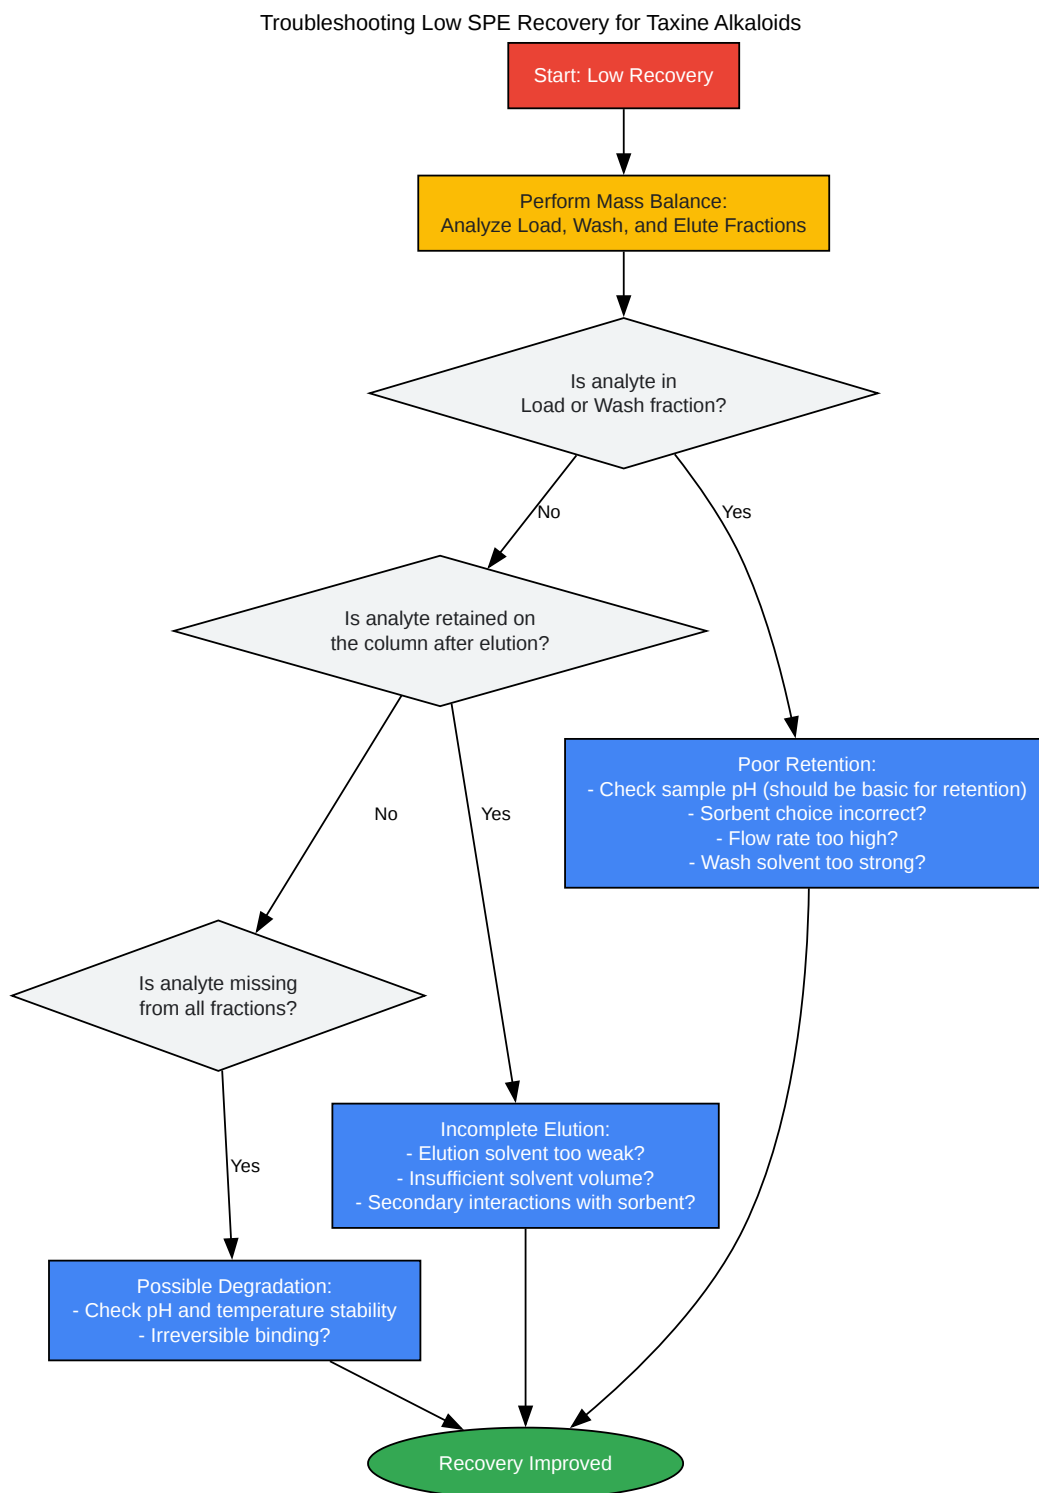 Troubleshooting Low SPE Recovery for Taxine Alkaloids
Start: Low Recovery
Perform Mass Balance:
Analyze Load, Wash, and Elute Fractions
Is analyte in
Load or Wash fraction?
No
Yes
Is analyte retained on
the column after elution?
Poor Retention:
- Check sample pH (should be basic for retention)
- Sorbent choice incorrect?
- Flow rate too high?
- Wash solvent too strong?
No
Yes
Is analyte missing
from all fractions?
Incomplete Elution:
- Elution solvent too weak?
- Insufficient solvent volume?
- Secondary interactions with sorbent?
Yes
Possible Degradation:
- Check pH and temperature stability
- Irreversible binding?
Recovery Improved